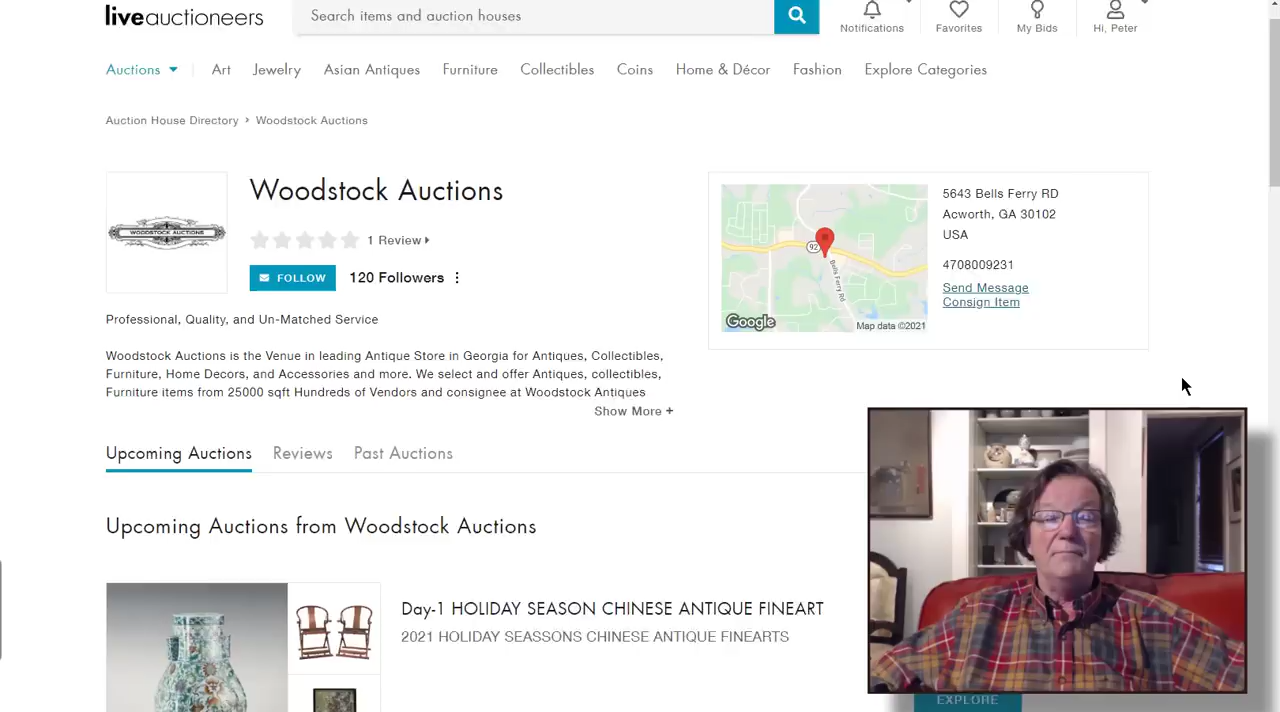 liveauctioneers
Search items and auction houses
Notifications
Favorites
My Bids
Hi, Peter
Auctions
Art
Jewelry
Asian Antiques
Furniture
Collectibles
Coins
Home & Décor
Fashion
Explore Categories
Auction House Directory › Woodstock Auctions
WOODSTOCK AUCTIONS
Woodstock Auctions
1 Review
FOLLOW
120 Followers
Professional, Quality, and Un-Matched Service
Woodstock Auctions is the Venue in leading Antique Store in Georgia for Antiques, Collectibles,
Furniture, Home Decors, and Accessories and more. We select and offer Antiques, collectibles,
Furniture items from 25000 sqft Hundreds of Vendors and consignee at Woodstock Antiques
Show More +
92
Bells Ferry Rd
Google
Map data ©2021
5643 Bells Ferry RD
Acworth, GA 30102
USA
4708009231
Send Message
Consign Item
Upcoming Auctions
Reviews
Past Auctions
Upcoming Auctions from Woodstock Auctions
Day-1 HOLIDAY SEASON CHINESE ANTIQUE FINEART
2021 HOLIDAY SEASSONS CHINESE ANTIQUE FINEARTS
EXPLORE